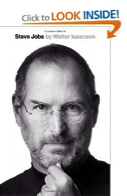 Click to LOOK INSIDE!
Steve Jobs by Walter Isaacson